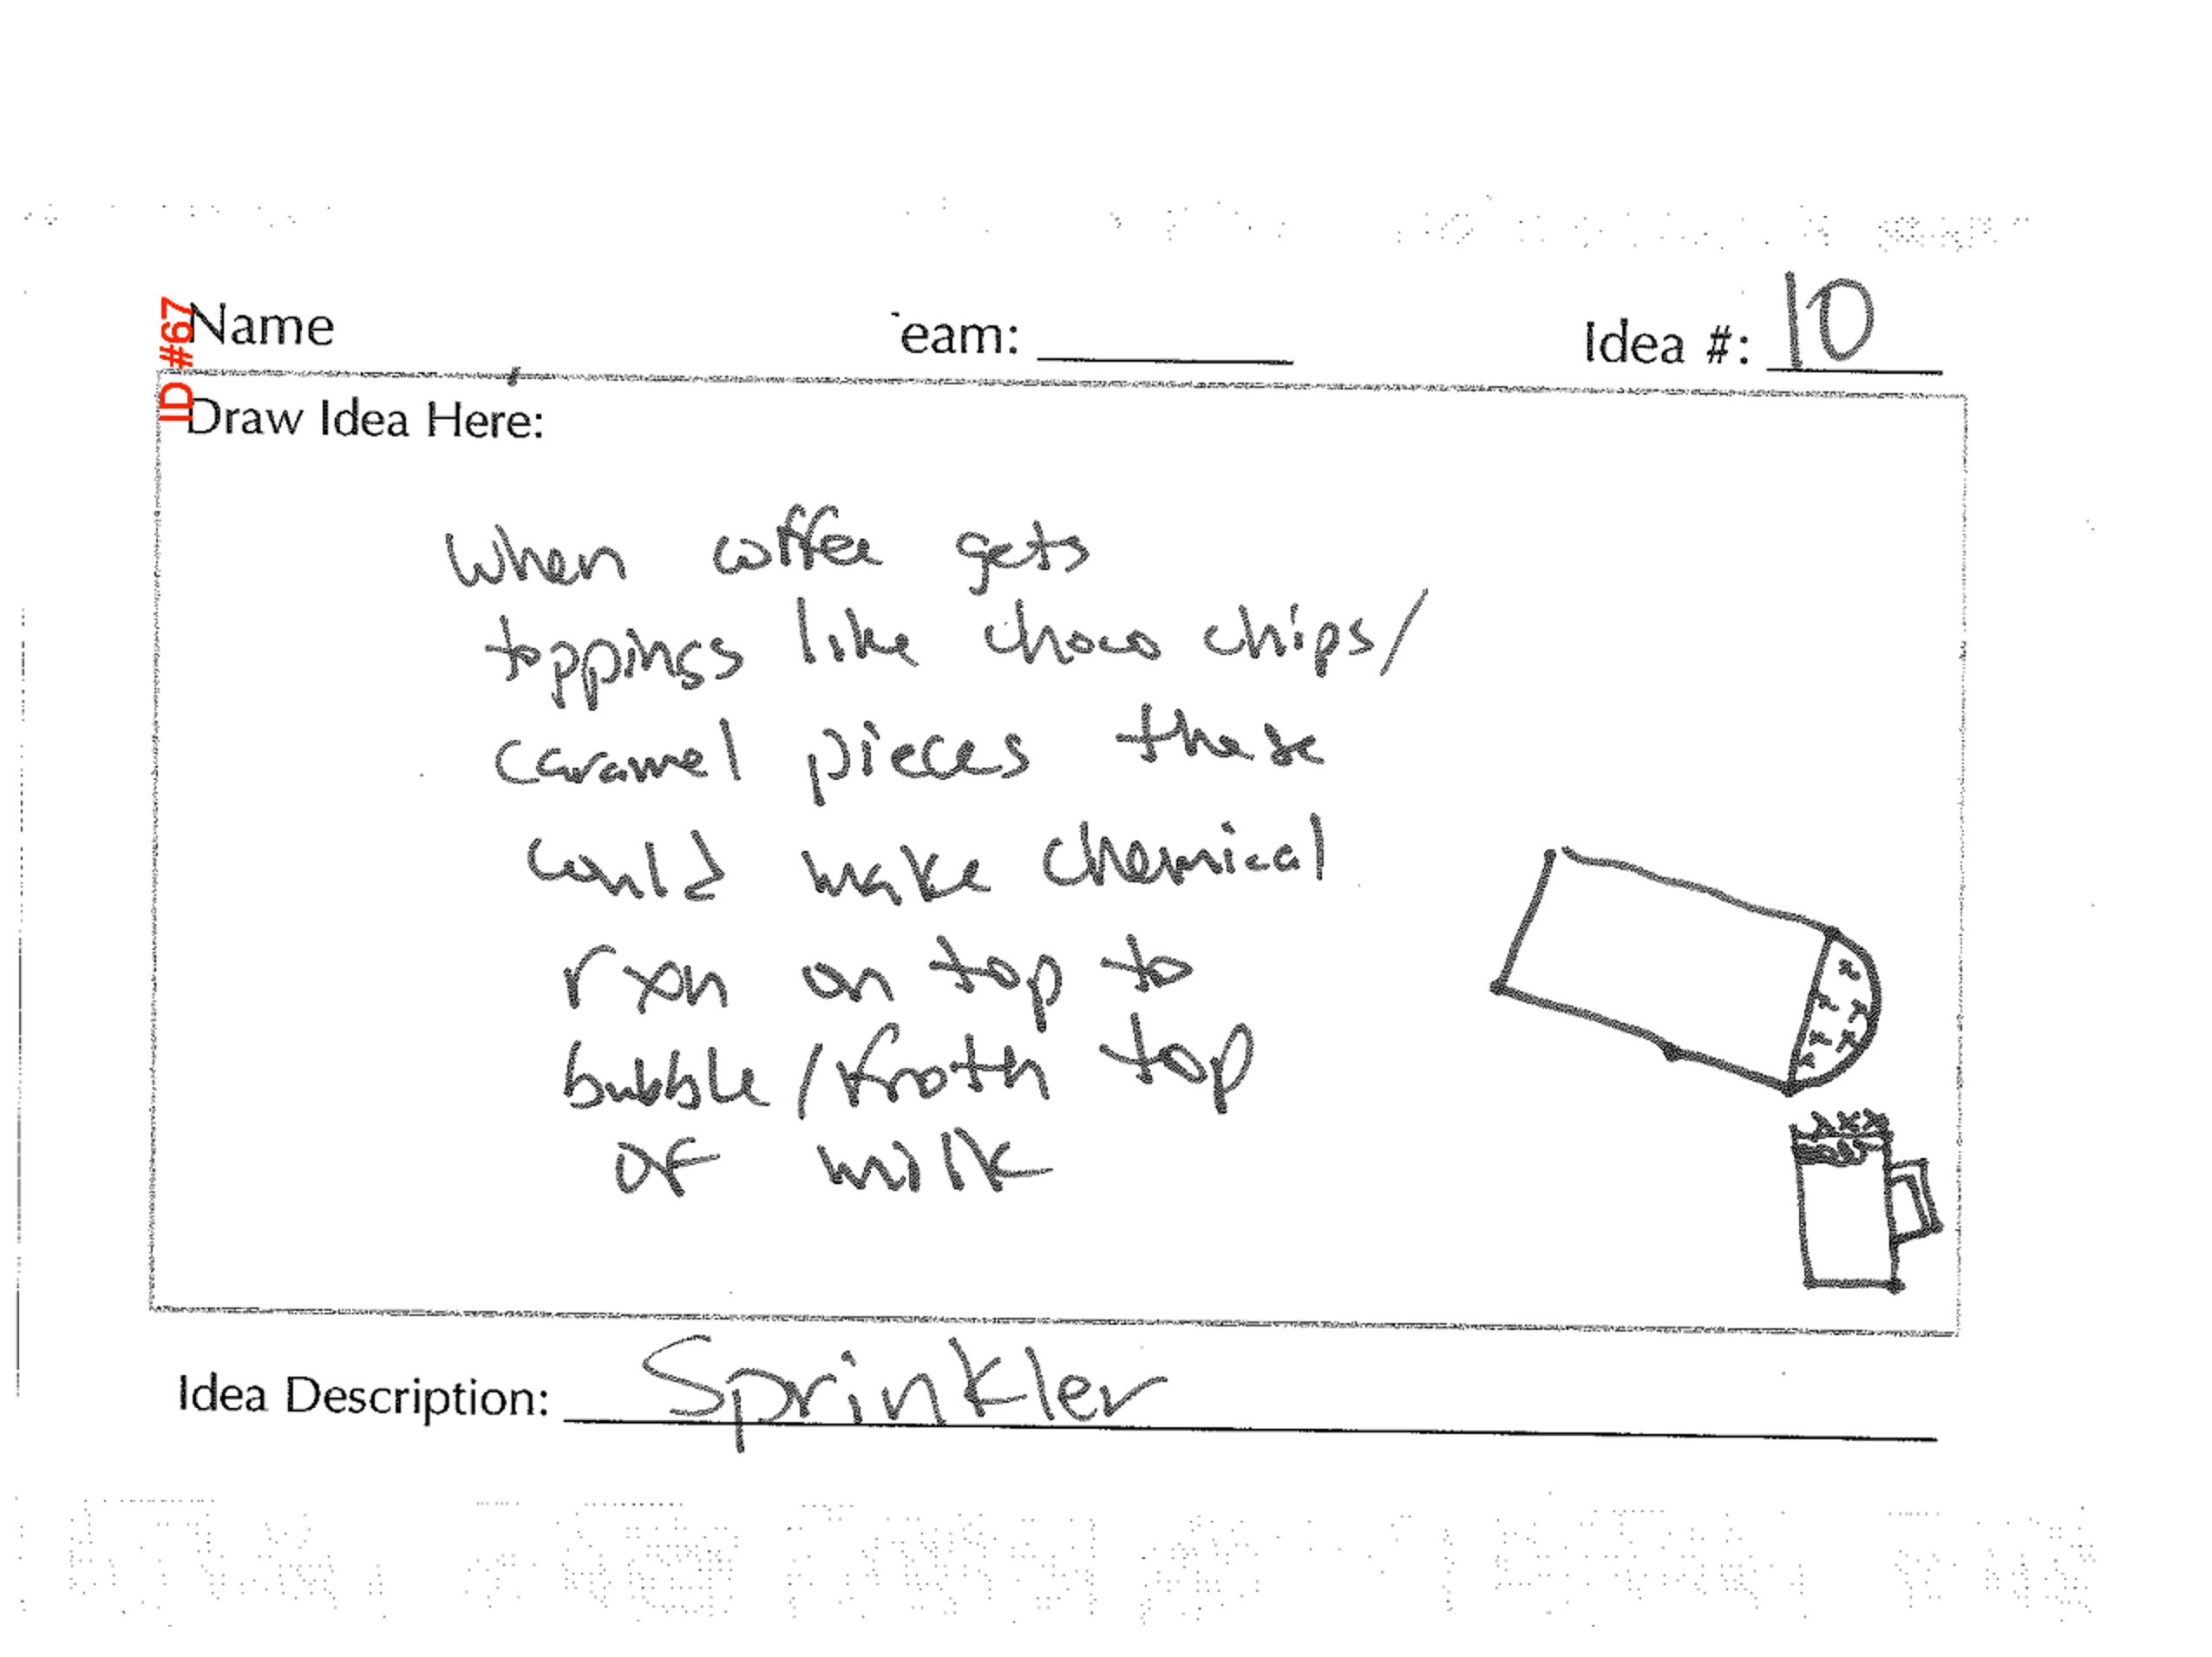 ID #67
Name eam: Idea #: 10
Draw Idea Here:
when coffee gets
toppings like choco chips/
caramel pieces these
could make chemical
rxn on top to
bubble/froth top
of milk
Idea Description: Sprinkler